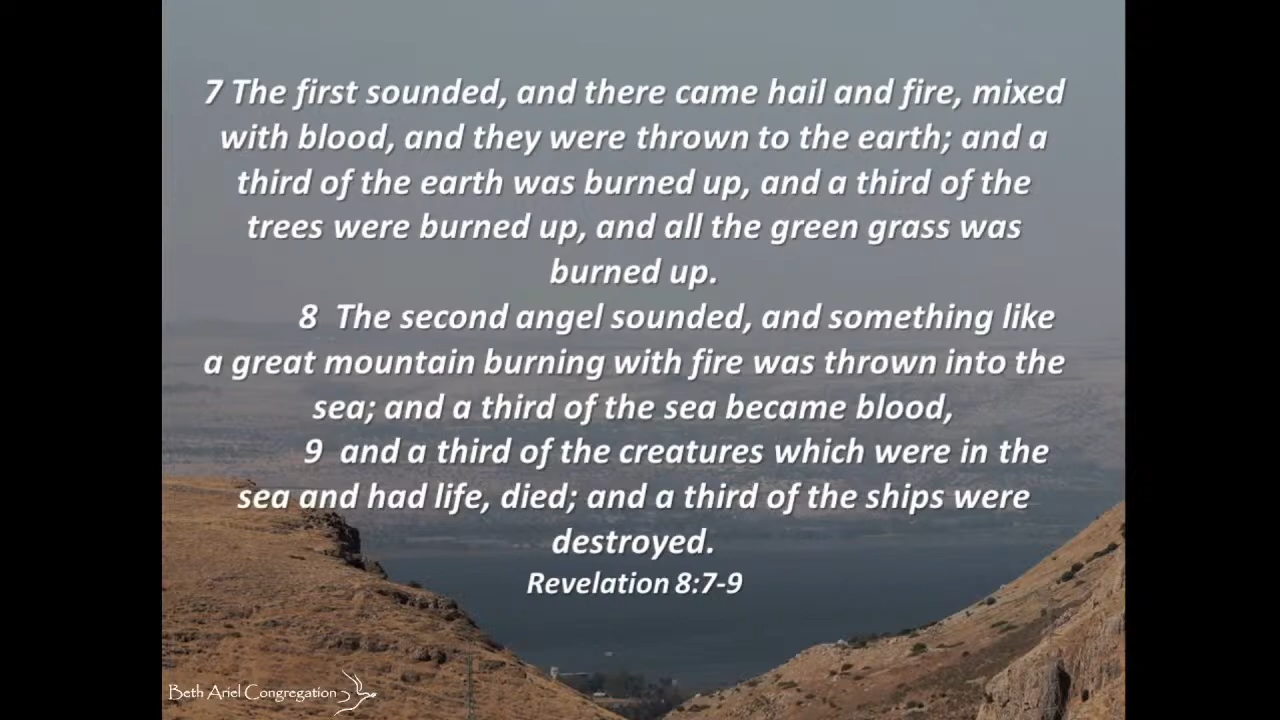 7 The first sounded, and there came hail and fire, mixed
with blood, and they were thrown to the earth; and a
third of the earth was burned up, and a third of the
trees were burned up, and all the green grass was
burned up.
8 The second angel sounded, and something like
a great mountain burning with fire was thrown into the
sea; and a third of the sea became blood,
9 and a third of the creatures which were in the
sea and had life, died; and a third of the ships were
destroyed.
Revelation 8:7-9
Beth Ariel Congregation